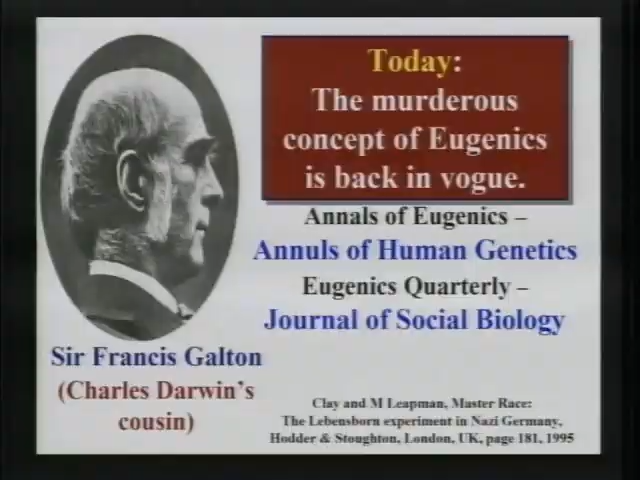 Today:
The murderous
concept of Eugenics
is back in vogue.
Annals of Eugenics –
Annuls of Human Genetics
Eugenics Quarterly –
Journal of Social Biology
Sir Francis Galton
(Charles Darwin's
cousin)
Clay and M Leapman, Master Race:
The Lebensborn experiment in Nazi Germany,
Hodder & Stoughton, London, UK, page 181, 1995